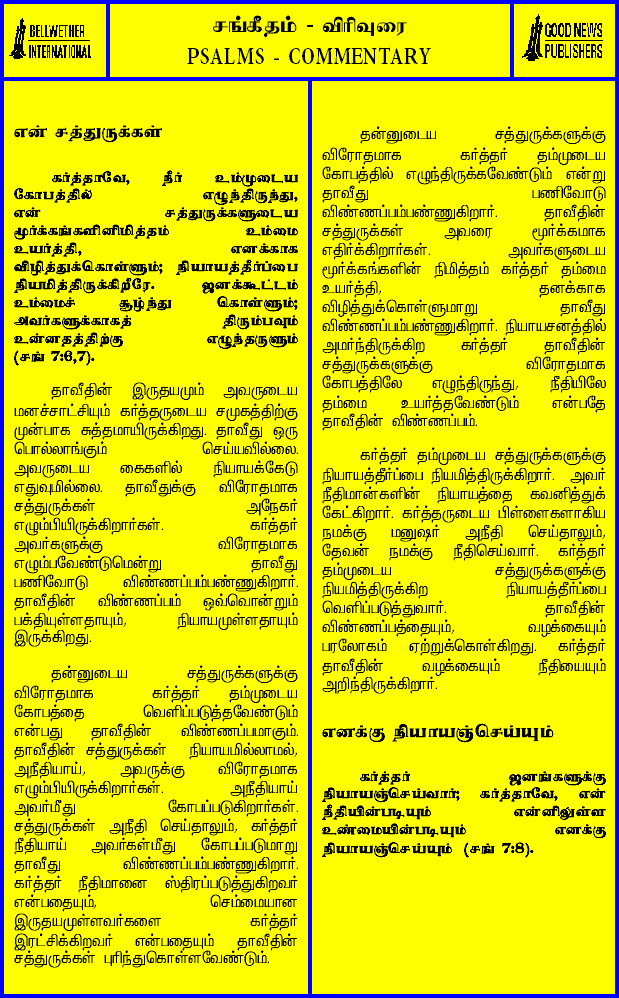 BELLWETHER
INTERNATIONAL
சங்கீதம் - விரிவுரை
PSALMS - COMMENTARY
GOOD NEWS
PUBLISHERS
என் சத்துருக்கள்
கர்த்தாவே, நீர் உம்முடைய
கோபத்தில் எழுந்திருந்து,
என் சத்துருக்களுடைய
மூர்க்கங்களினிமித்தம் உம்மை
உயர்த்தி, எனக்காக
விழித்துக்கொள்ளும்; நியாயத்தீர்ப்பை
நியமித்திருக்கிறீரே. ஜனக்கூட்டம்
உம்மைச் சூழ்ந்து கொள்ளும்;
அவர்களுக்காகத் திரும்பவும்
உன்னதத்திற்கு எழுந்தருளும்
(சங் 7:6,7).
தாவீதின் இருதயமும் அவருடைய
மனச்சாட்சியும் கர்த்தருடைய சமுகத்திற்கு
முன்பாக சுத்தமாயிருக்கிறது. தாவீது ஒரு
பொல்லாங்கும் செய்யவில்லை.
அவருடைய கைகளில் நியாயக்கேடு
எதுவுமில்லை. தாவீதுக்கு விரோதமாக
சத்துருக்கள் அநேகர்
எழும்பியிருக்கிறார்கள். கர்த்தர்
அவர்களுக்கு விரோதமாக
எழும்பவேண்டுமென்று தாவீது
பணிவோடு விண்ணப்பம்பண்ணுகிறார்.
தாவீதின் விண்ணப்பம் ஒவ்வொன்றும்
பக்தியுள்ளதாயும், நியாயமுள்ளதாயும்
இருக்கிறது.
தன்னுடைய சத்துருக்களுக்கு
விரோதமாக கர்த்தர் தம்முடைய
கோபத்தை வெளிப்படுத்தவேண்டும்
என்பது தாவீதின் விண்ணப்பமாகும்.
தாவீதின் சத்துருக்கள் நியாயமில்லாமல்,
அநீதியாய், அவருக்கு விரோதமாக
எழும்பியிருக்கிறார்கள். அநீதியாய்
அவர்மீது கோபப்படுகிறார்கள்.
சத்துருக்கள் அநீதி செய்தாலும், கர்த்தர்
நீதியாய் அவர்கள்மீது கோபப்படுமாறு
தாவீது விண்ணப்பம்பண்ணுகிறார்.
கர்த்தர் நீதிமானை ஸ்திரப்படுத்துகிறவர்
என்பதையும், செம்மையான
இருதயமுள்ளவர்களை கர்த்தர்
இரட்சிக்கிறவர் என்பதையும் தாவீதின்
சத்துருக்கள் புரிந்துகொள்ளவேண்டும்.
தன்னுடைய சத்துருக்களுக்கு
விரோதமாக கர்த்தர் தம்முடைய
கோபத்தில் எழுந்திருக்கவேண்டும் என்று
தாவீது பணிவோடு
விண்ணப்பம்பண்ணுகிறார். தாவீதின்
சத்துருக்கள் அவரை மூர்க்கமாக
எதிர்க்கிறார்கள். அவர்களுடைய
மூர்க்கங்களின் நிமித்தம் கர்த்தர் தம்மை
உயர்த்தி, தனக்காக
விழித்துக்கொள்ளுமாறு தாவீது
விண்ணப்பம்பண்ணுகிறார். நியாயசனத்தில்
அமர்ந்திருக்கிற கர்த்தர் தாவீதின்
சத்துருக்களுக்கு விரோதமாக
கோபத்திலே எழுந்திருந்து, நீதியிலே
தம்மை உயர்த்தவேண்டும் என்பதே
தாவீதின் விண்ணப்பம்.
கர்த்தர் தம்முடைய சத்துருக்களுக்கு
நியாயத்தீர்ப்பை நியமித்திருக்கிறார். அவர்
நீதிமான்களின் நியாயத்தை கவனித்துக்
கேட்கிறார். கர்த்தருடைய பிள்ளைகளாகிய
நமக்கு மனுஷர் அநீதி செய்தாலும்,
தேவன் நமக்கு நீதிசெய்வார். கர்த்தர்
தம்முடைய சத்துருக்களுக்கு
நியமித்திருக்கிற நியாயத்தீர்ப்பை
வெளிப்படுத்துவார். தாவீதின்
விண்ணப்பத்தையும், வழக்கையும்
பரலோகம் ஏற்றுக்கொள்கிறது. கர்த்தர்
தாவீதின் வழக்கையும் நீதியையும்
அறிந்திருக்கிறார்.
எனக்கு நியாயஞ்செய்யும்
கர்த்தர் ஜனங்களுக்கு
நியாயஞ்செய்வார்; கர்த்தாவே, என்
நீதியின்படியும் என்னிலுள்ள
உண்மையின்படியும் எனக்கு
நியாயஞ்செய்யும் (சங் 7:8).